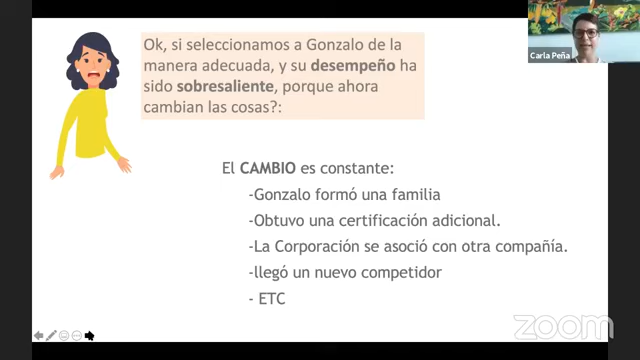 Ok, si seleccionamos a Gonzalo de la
manera adecuada, y su desempeño ha
sido sobresaliente, porque ahora
cambian las cosas?:
Carla Peña
El CAMBIO es constante:
-Gonzalo formó una familia
-Obtuvo una certificación adicional.
-La Corporación se asoció con otra compañía.
-llegó un nuevo competidor
- ETC
zoom